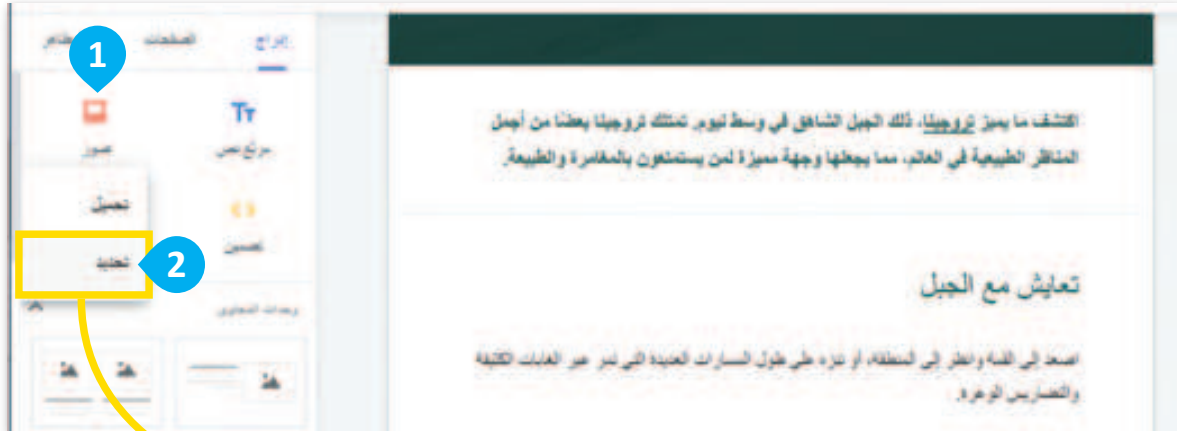 إدراج الصفحات
1
صور
مربع نص
تحميل
تحديد
2
تضمين
وحدات المحتوى
اكتشف ما يميز تروجينا، ذلك الجبل الشاهق في وسط نيوم. تمتلك تروجينا بعضًا من أجمل
المناظر الطبيعية في العالم، مما يجعلها وجهة مميزة لمن يستمتعون بالمغامرة والطبيعة.
تعايش مع الجبل
اصعد إلى القمة وانظر إلى المنطقة، أو تنزه على طول المسارات العديدة التي تمر عبر الغابات الكثيفة
والتضاريس الوعرة.